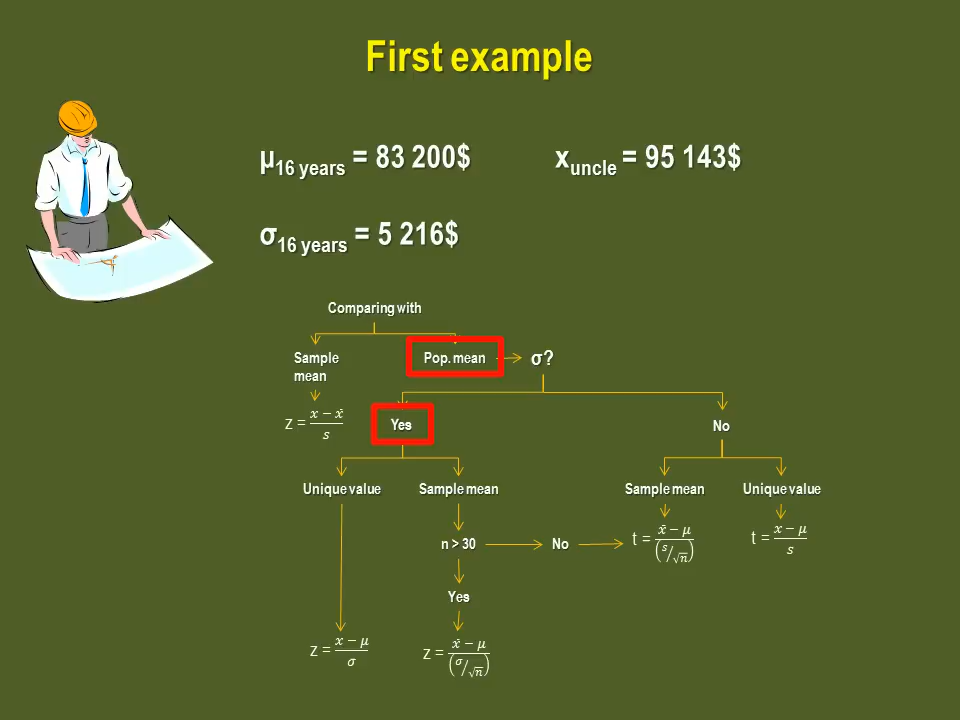 First example
μ16 years = 83 200$ xuncle = 95 143$
σ16 years = 5 216$
Comparing with
Sample mean
Pop. mean
σ?
z = (x − x̄)/s
Yes
No
Unique value
Sample mean
Sample mean
Unique value
n > 30
No
t = (x̄ − μ)/(s/√n)
t = (x − μ)/s
Yes
z = (x − μ)/σ
z = (x̄ − μ)/(σ/√n)